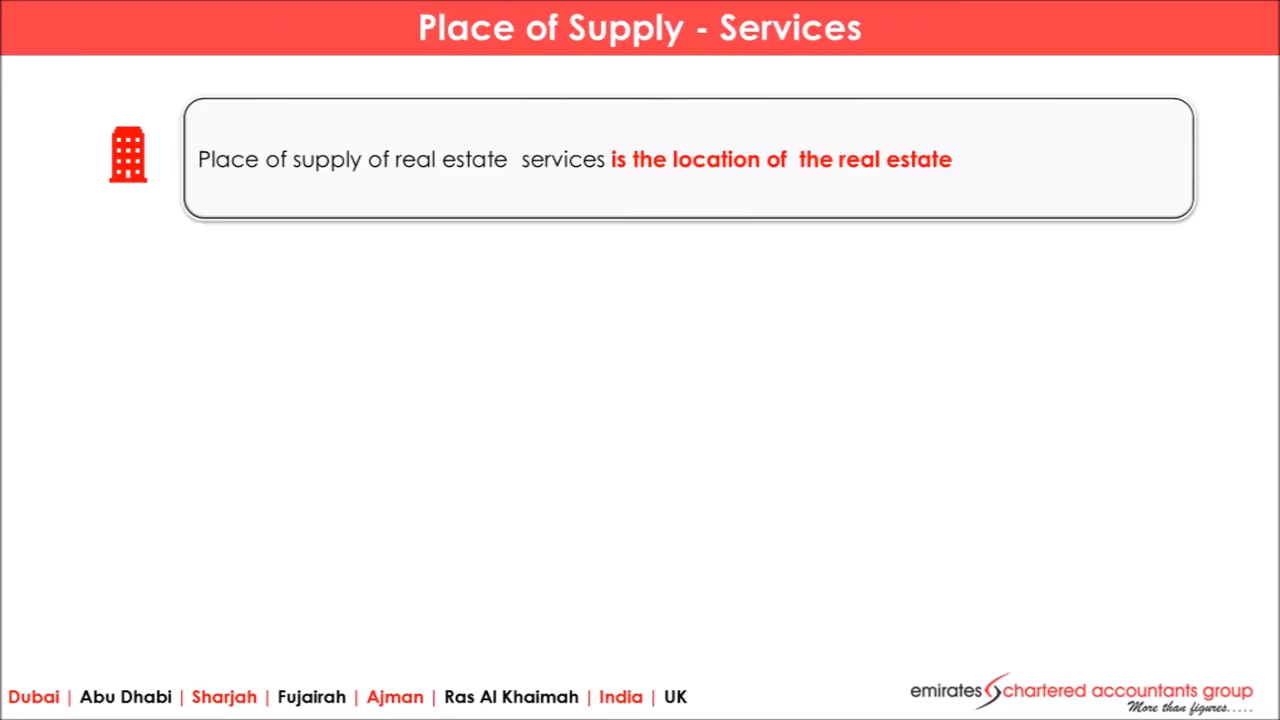 Place of Supply - Services
Place of supply of real estate services is the location of the real estate
Dubai | Abu Dhabi | Sharjah | Fujairah | Ajman | Ras Al Khaimah | India | UK
emirates chartered accountants group
More than figures.....